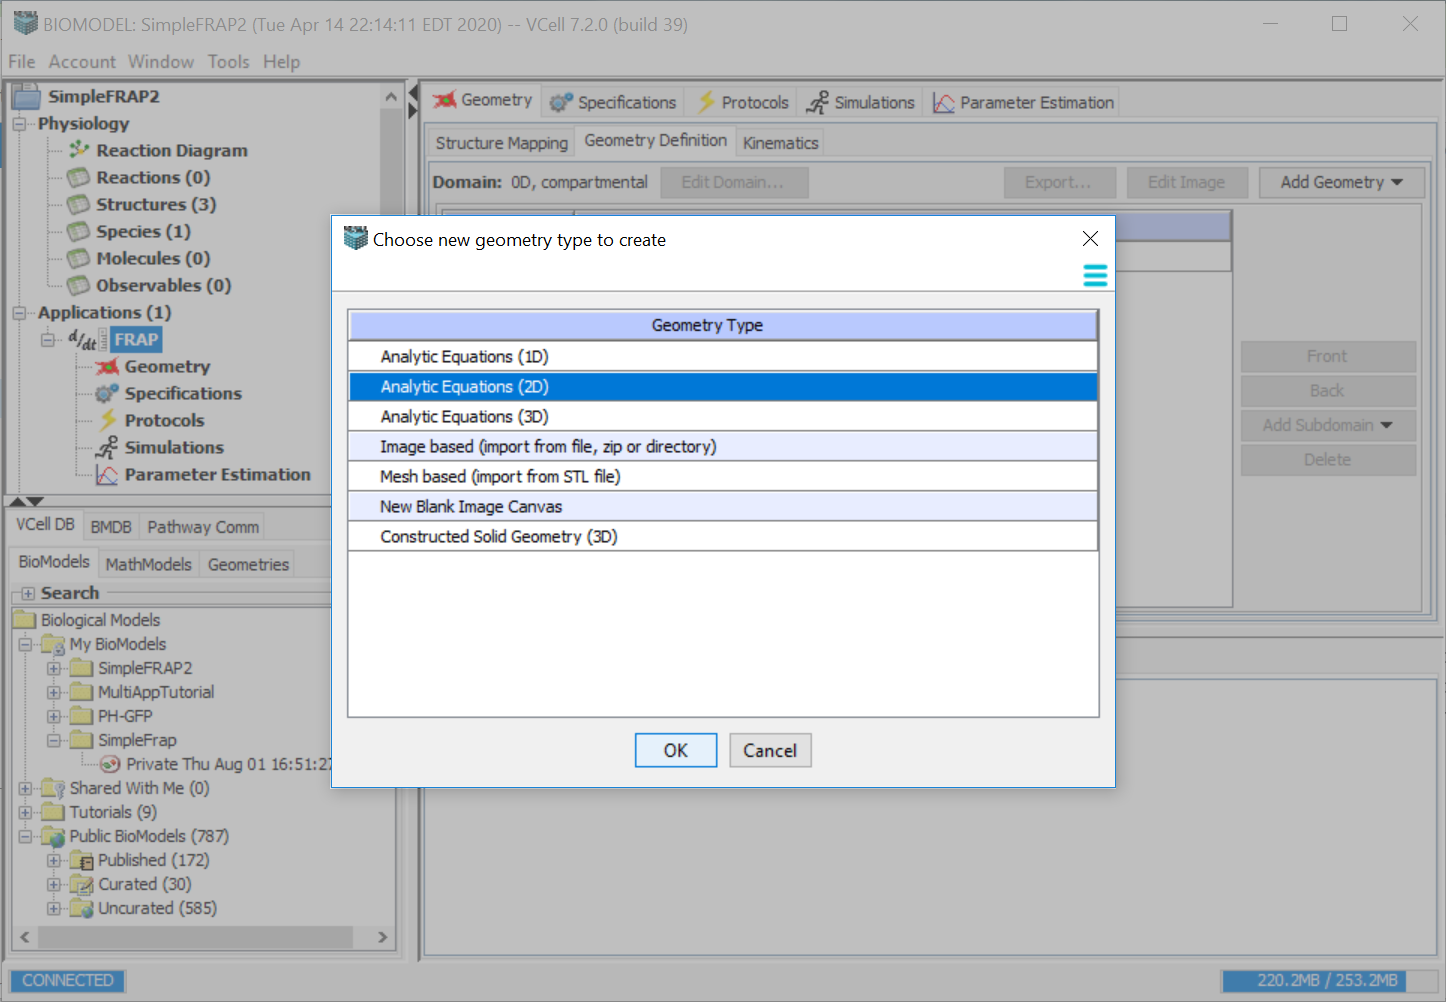 BIOMODEL: SimpleFRAP2 (Tue Apr 14 22:14:11 EDT 2020) -- VCell 7.2.0 (build 39)
File Account Window Tools Help
SimpleFRAP2
Physiology
Reaction Diagram
Reactions (0)
Structures (3)
Species (1)
Molecules (0)
Observables (0)
Applications (1)
d/dt FRAP
Geometry
Specifications
Protocols
Simulations
Parameter Estimation
VCell DB BMDB Pathway Comm
BioModels MathModels Geometries
Search
Biological Models
My BioModels
SimpleFRAP2
MultiAppTutorial
PH-GFP
SimpleFrap
Private Thu Aug 01 16:51:27
Shared With Me (0)
Tutorials (9)
Public BioModels (787)
Published (172)
Curated (30)
Uncurated (585)
CONNECTED
Geometry Specifications Protocols Simulations Parameter Estimation
Structure Mapping Geometry Definition Kinematics
Domain: 0D, compartmental Edit Domain... Export... Edit Image Add Geometry
Front
Back
Add Subdomain
Delete
Choose new geometry type to create
Geometry Type
Analytic Equations (1D)
Analytic Equations (2D)
Analytic Equations (3D)
Image based (import from file, zip or directory)
Mesh based (import from STL file)
New Blank Image Canvas
Constructed Solid Geometry (3D)
OK Cancel
220.2MB / 253.2MB